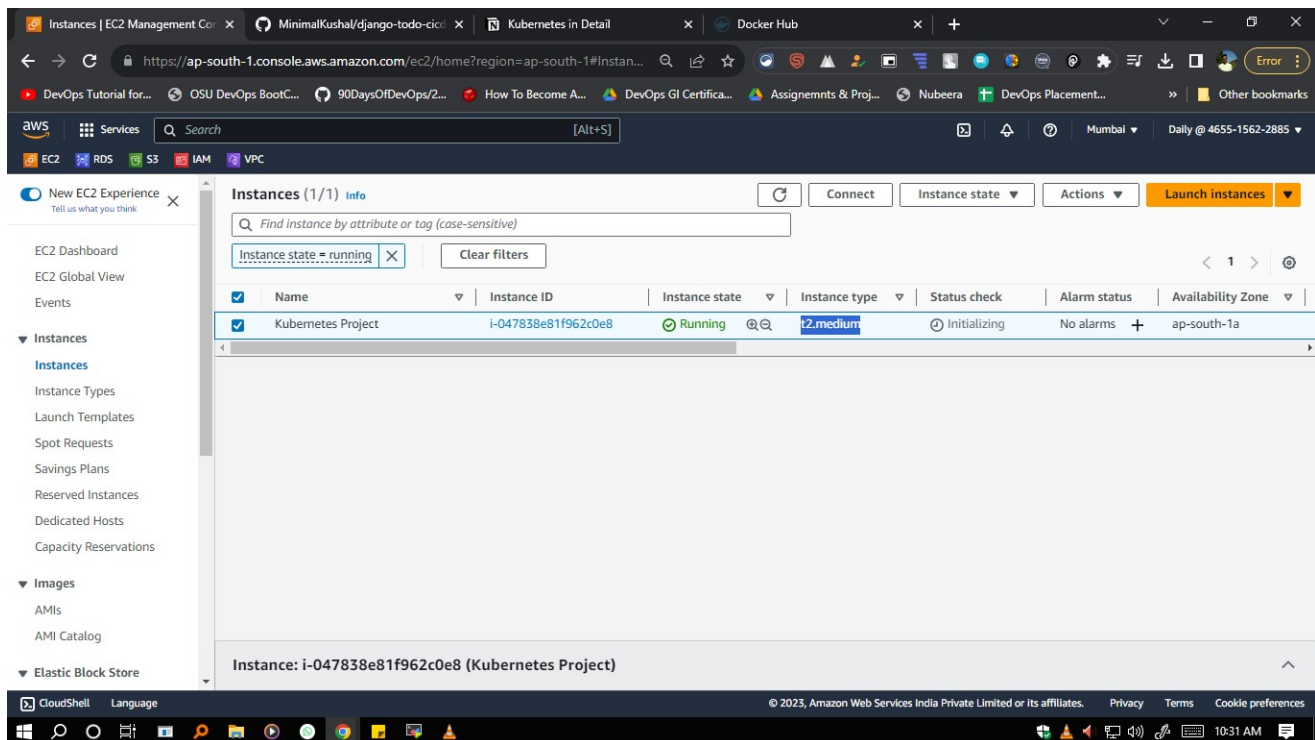 Instances | EC2 Management Cor
MinimalKushal/django-todo-cicd
Kubernetes in Detail
Docker Hub
https://ap-south-1.console.aws.amazon.com/ec2/home?region=ap-south-1#Instan...
Error
DevOps Tutorial for...
OSU DevOps BootC...
90DaysOfDevOps/2...
How To Become A...
DevOps GI Certifica...
Assignemnts & Proj...
Nubeera
DevOps Placement...
Other bookmarks
aws
Services
Search
[Alt+S]
Mumbai
Daily @ 4655-1562-2885
EC2
RDS
S3
IAM
VPC
New EC2 Experience
Tell us what you think
EC2 Dashboard
EC2 Global View
Events
Instances
Instances
Instance Types
Launch Templates
Spot Requests
Savings Plans
Reserved Instances
Dedicated Hosts
Capacity Reservations
Images
AMIs
AMI Catalog
Elastic Block Store
Instances (1/1) Info
Connect
Instance state
Actions
Launch instances
Find instance by attribute or tag (case-sensitive)
Instance state = running
Clear filters
1
Name
Instance ID
Instance state
Instance type
Status check
Alarm status
Availability Zone
Kubernetes Project
i-047838e81f962c0e8
Running
t2.medium
Initializing
No alarms
ap-south-1a
Instance: i-047838e81f962c0e8 (Kubernetes Project)
CloudShell
Language
© 2023, Amazon Web Services India Private Limited or its affiliates.
Privacy
Terms
Cookie preferences
10:31 AM